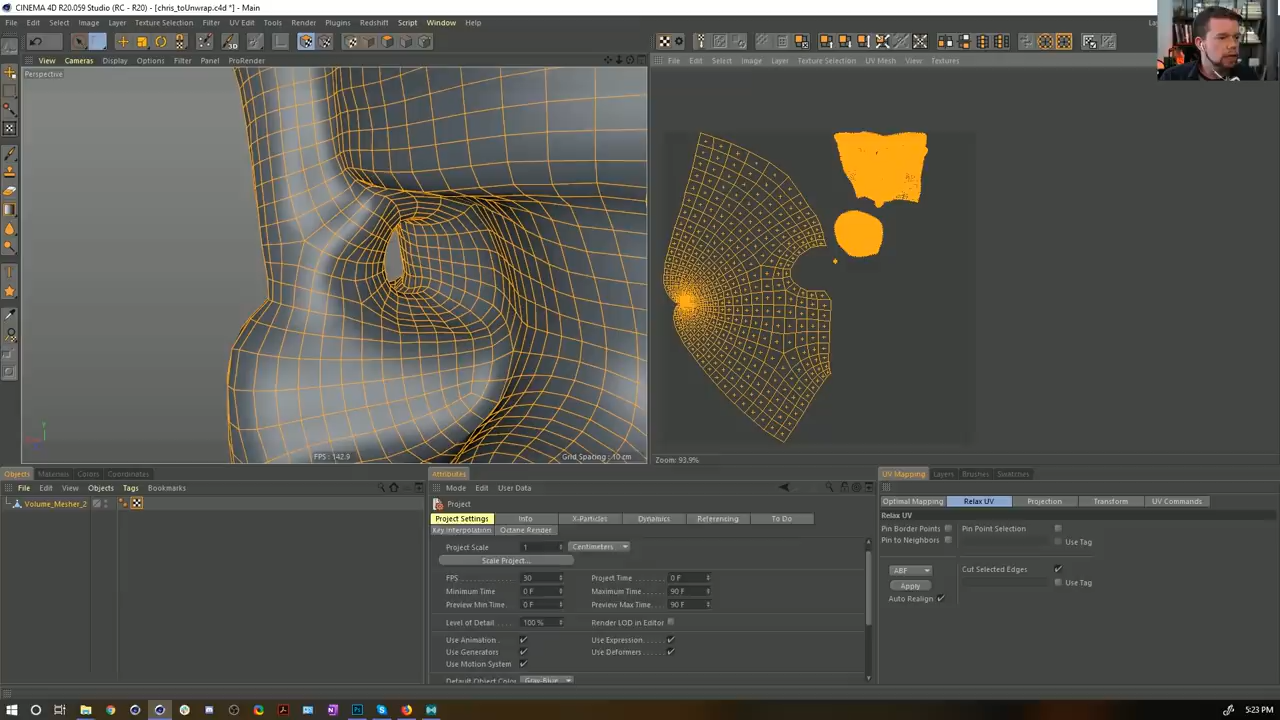 CINEMA 4D R20.059 Studio (RC - R20) - [chris_toUnwrap.c4d *] - Main
File Edit Select Image Layer Texture Selection Filter UV Edit Tools Render Plugins Redshift Script Window Help
View Cameras Display Options Filter Panel ProRender
File Edit Select Image Layer Texture Selection UV Mesh View Textures
Perspective
FPS : 142.9
Grid Spacing : 10 cm
Zoom: 93.9%
Objects Materials Colors Coordinates
File Edit View Objects Tags Bookmarks
Volume_Mesher_2
Attributes
Mode Edit User Data
Project
Project Settings Info X-Particles Dynamics Referencing To Do
Key Interpolation Octane Render
Project Scale 1 Centimeters
Scale Project...
FPS 30 Project Time 0 F
Minimum Time 0 F Maximum Time 90 F
Preview Min Time 0 F Preview Max Time 90 F
Level of Detail 100 % Render LOD in Editor
Use Animation Use Expression
Use Generators Use Deformers
Use Motion System
Default Object Color Gray-Blue
UV Mapping Layers Brushes Swatches
Optimal Mapping Relax UV Projection Transform UV Commands
Relax UV
Pin Border Points Pin Point Selection
Pin to Neighbors Use Tag
ABF Cut Selected Edges
Apply Use Tag
Auto Realign
5:23 PM